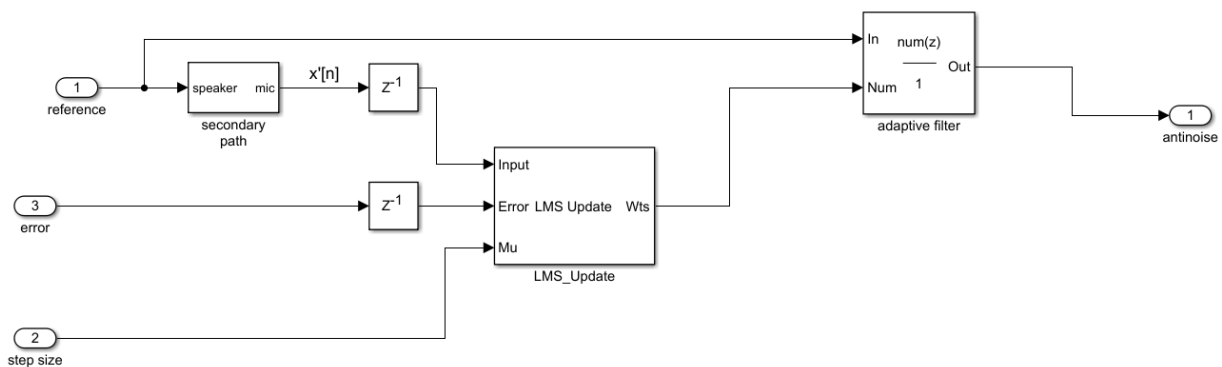 In
num(z)
1
Out
Num
adaptive filter
1
reference
speaker mic
secondary
path
x'[n]
z-1
1
antinoise
3
error
z-1
Input
Error LMS Update Wts
Mu
LMS_Update
2
step size